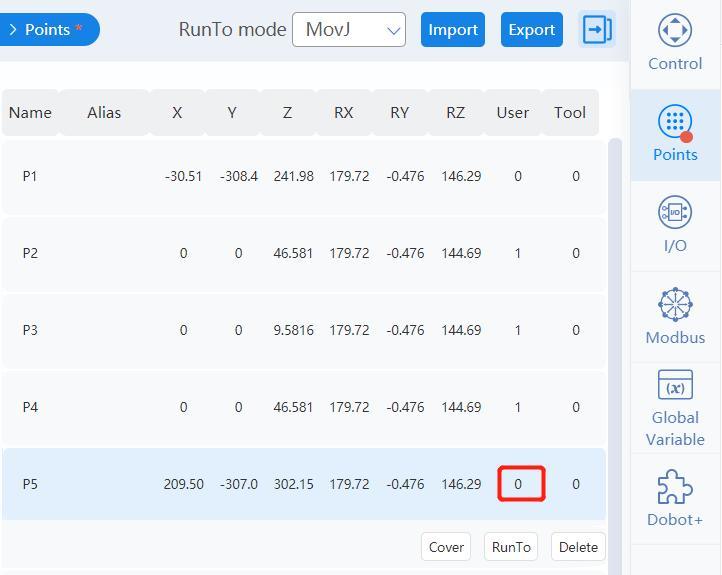 Points *
RunTo mode MovJ Import Export
Control
Name Alias X Y Z RX RY RZ User Tool
Points
P1 -30.51 -308.4 241.98 179.72 -0.476 146.29 0 0
I/O
I/O
P2 0 0 46.581 179.72 -0.476 144.69 1 0
Modbus
P3 0 0 9.5816 179.72 -0.476 144.69 1 0
(x)
Global
Variable
P4 0 0 46.581 179.72 -0.476 144.69 1 0
P5 209.50 -307.0 302.15 179.72 -0.476 146.29 0 0
Dobot+
Cover RunTo Delete